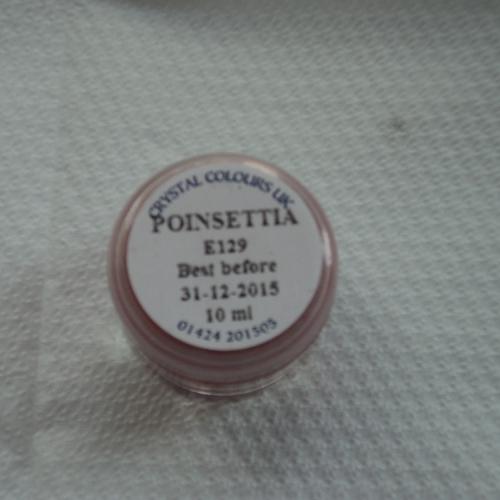 CRYSTAL COLOURS UK
POINSETTIA
E129
Best before
31-12-2015
10 ml
01424 201505